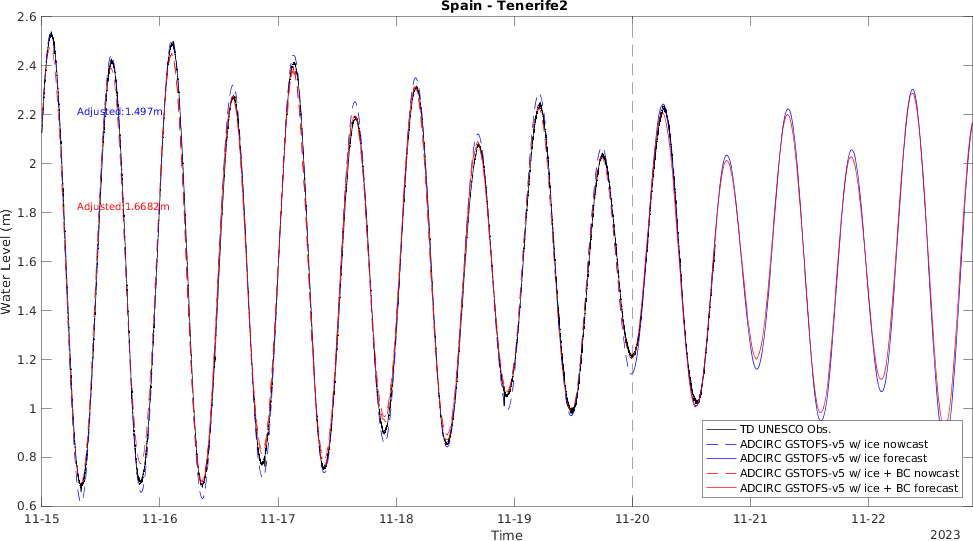 Spain - Tenerife2
2.6
2.4
2.2
2
1.8
1.6
1.4
1.2
1
0.8
0.6
Water Level (m)
Adjusted:1.497m
Adjusted:1.6682m
TD UNESCO Obs.
ADCIRC GSTOFS-v5 w/ ice nowcast
ADCIRC GSTOFS-v5 w/ ice forecast
ADCIRC GSTOFS-v5 w/ ice + BC nowcast
ADCIRC GSTOFS-v5 w/ ice + BC forecast
11-15 11-16 11-17 11-18 11-19 11-20 11-21 11-22
Time
2023